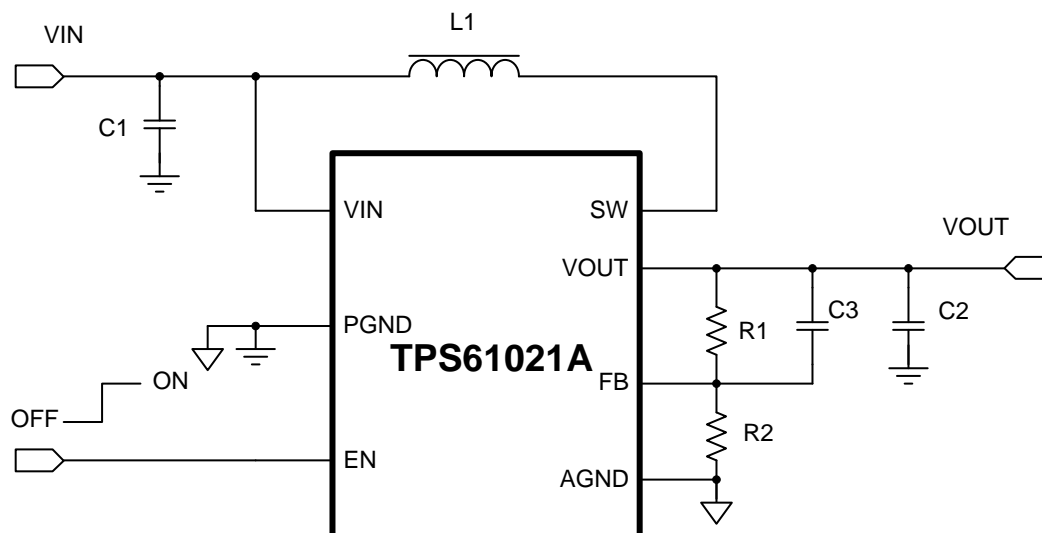 L1
VIN
C1
VIN
SW
VOUT
VOUT
PGND
R1
C3
C2
TPS61021A
ON
FB
OFF
R2
EN
AGND